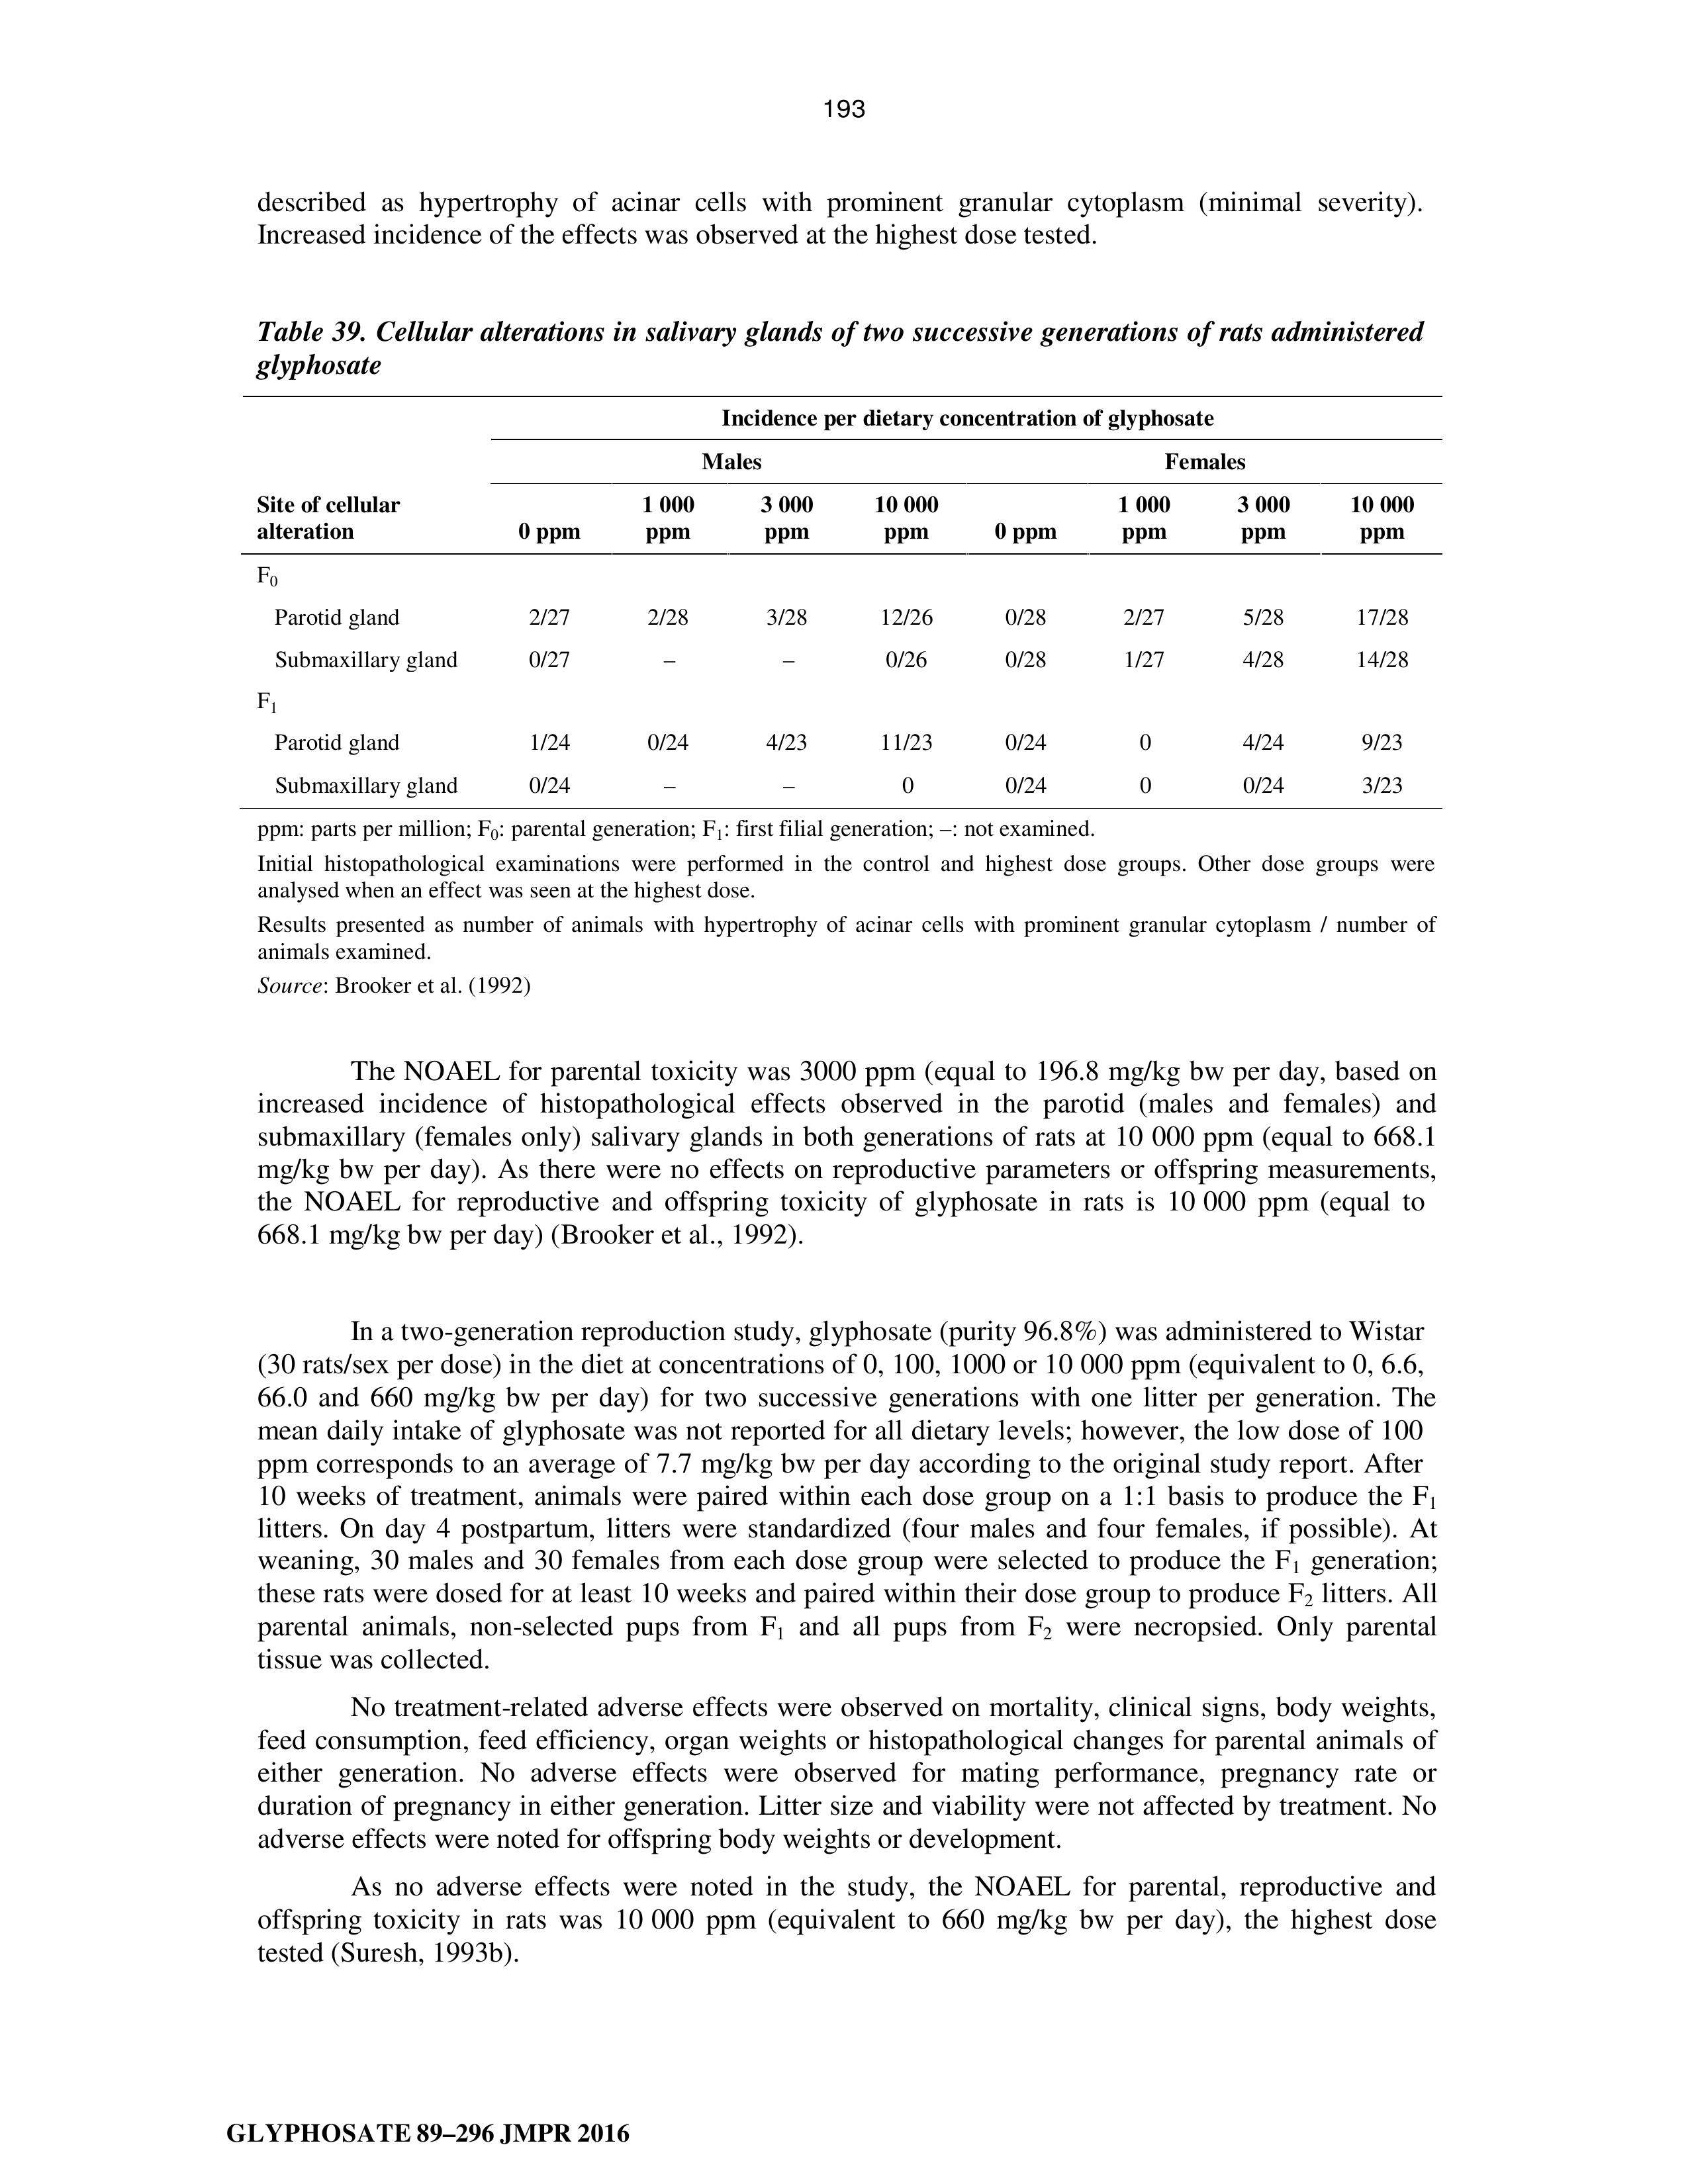 193
described as hypertrophy of acinar cells with prominent granular cytoplasm (minimal severity).
Increased incidence of the effects was observed at the highest dose tested.
Table 39. Cellular alterations in salivary glands of two successive generations of rats administered
glyphosate
Incidence per dietary concentration of glyphosate
Males Females
Site of cellular alteration 0 ppm 1 000 ppm 3 000 ppm 10 000 ppm 0 ppm 1 000 ppm 3 000 ppm 10 000 ppm
F0
Parotid gland 2/27 2/28 3/28 12/26 0/28 2/27 5/28 17/28
Submaxillary gland 0/27 – – 0/26 0/28 1/27 4/28 14/28
F1
Parotid gland 1/24 0/24 4/23 11/23 0/24 0 4/24 9/23
Submaxillary gland 0/24 – – 0 0/24 0 0/24 3/23
ppm: parts per million; F0: parental generation; F1: first filial generation; –: not examined.
Initial histopathological examinations were performed in the control and highest dose groups. Other dose groups were
analysed when an effect was seen at the highest dose.
Results presented as number of animals with hypertrophy of acinar cells with prominent granular cytoplasm / number of
animals examined.
Source: Brooker et al. (1992)
The NOAEL for parental toxicity was 3000 ppm (equal to 196.8 mg/kg bw per day, based on
increased incidence of histopathological effects observed in the parotid (males and females) and
submaxillary (females only) salivary glands in both generations of rats at 10 000 ppm (equal to 668.1
mg/kg bw per day). As there were no effects on reproductive parameters or offspring measurements,
the NOAEL for reproductive and offspring toxicity of glyphosate in rats is 10 000 ppm (equal to
668.1 mg/kg bw per day) (Brooker et al., 1992).
In a two-generation reproduction study, glyphosate (purity 96.8%) was administered to Wistar
(30 rats/sex per dose) in the diet at concentrations of 0, 100, 1000 or 10 000 ppm (equivalent to 0, 6.6,
66.0 and 660 mg/kg bw per day) for two successive generations with one litter per generation. The
mean daily intake of glyphosate was not reported for all dietary levels; however, the low dose of 100
ppm corresponds to an average of 7.7 mg/kg bw per day according to the original study report. After
10 weeks of treatment, animals were paired within each dose group on a 1:1 basis to produce the F1
litters. On day 4 postpartum, litters were standardized (four males and four females, if possible). At
weaning, 30 males and 30 females from each dose group were selected to produce the F1 generation;
these rats were dosed for at least 10 weeks and paired within their dose group to produce F2 litters. All
parental animals, non-selected pups from F1 and all pups from F2 were necropsied. Only parental
tissue was collected.
No treatment-related adverse effects were observed on mortality, clinical signs, body weights,
feed consumption, feed efficiency, organ weights or histopathological changes for parental animals of
either generation. No adverse effects were observed for mating performance, pregnancy rate or
duration of pregnancy in either generation. Litter size and viability were not affected by treatment. No
adverse effects were noted for offspring body weights or development.
As no adverse effects were noted in the study, the NOAEL for parental, reproductive and
offspring toxicity in rats was 10 000 ppm (equivalent to 660 mg/kg bw per day), the highest dose
tested (Suresh, 1993b).
GLYPHOSATE 89–296 JMPR 2016